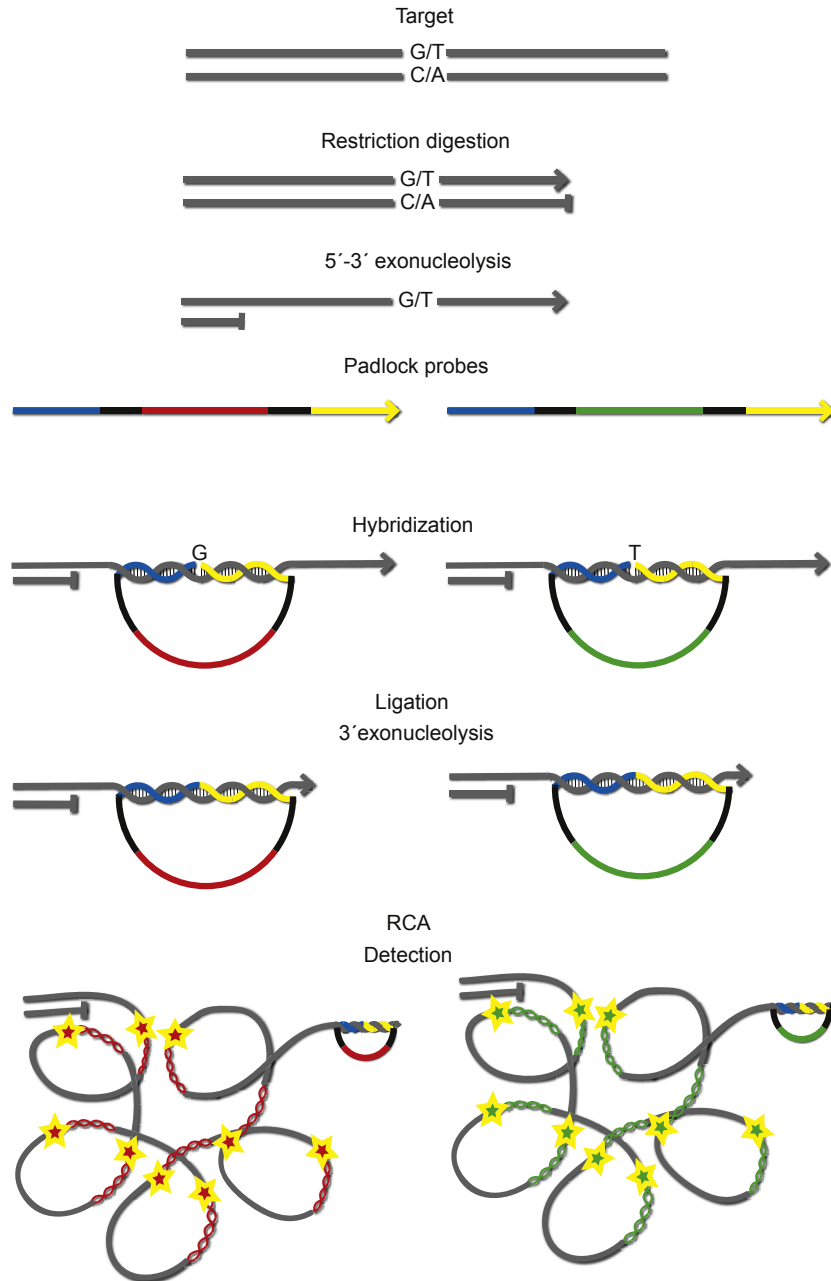 Target
G/T
C/A
Restriction digestion
G/T
C/A
5´-3´ exonucleolysis
G/T
Padlock probes
Hybridization
G
T
Ligation
3´exonucleolysis
RCA
Detection